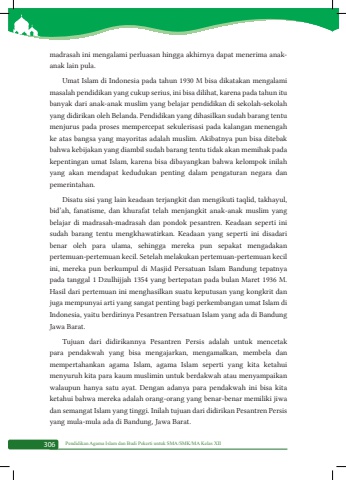 madrasah ini mengalami perluasan hingga akhirnya dapat menerima anak-
anak lain pula.
Umat Islam di Indonesia pada tahun 1930 M bisa dikatakan mengalami
masalah pendidikan yang cukup serius, ini bisa dilihat, karena pada tahun itu
banyak dari anak-anak muslim yang belajar pendidikan di sekolah-sekolah
yang didirikan oleh Belanda. Pendidikan yang dihasilkan sudah barang tentu
menjurus pada proses mempercepat sekulerisasi pada kalangan menengah
ke atas bangsa yang mayoritas adalah muslim. Akibatnya pun bisa ditebak
bahwa kebijakan yang diambil sudah barang tentu tidak akan memihak pada
kepentingan umat Islam, karena bisa dibayangkan bahwa kelompok inilah
yang akan mendapat kedudukan penting dalam pengaturan negara dan
pemerintahan.
Disatu sisi yang lain keadaan terjangkit dan mengikuti taqlid, takhayul,
bid’ah, fanatisme, dan khurafat telah menjangkit anak-anak muslim yang
belajar di madrasah-madrasah dan pondok pesantren. Keadaan seperti ini
sudah barang tentu mengkhawatirkan. Keadaan yang seperti ini disadari
benar oleh para ulama, sehingga mereka pun sepakat mengadakan
pertemuan-pertemuan kecil. Setelah melakukan pertemuan-pertemuan kecil
ini, mereka pun berkumpul di Masjid Persatuan Islam Bandung tepatnya
pada tanggal 1 Dzulhijjah 1354 yang bertepatan pada bulan Maret 1936 M.
Hasil dari pertemuan ini menghasilkan suatu keputusan yang kongkrit dan
juga mempunyai arti yang sangat penting bagi perkembangan umat Islam di
Indonesia, yaitu berdirinya Pesantren Persatuan Islam yang ada di Bandung
Jawa Barat.
Tujuan dari didirikannya Pesantren Persis adalah untuk mencetak
para pendakwah yang bisa mengajarkan, mengamalkan, membela dan
mempertahankan agama Islam, agama Islam seperti yang kita ketahui
menyuruh kita para kaum muslimin untuk berdakwah atau menyampaikan
walaupun hanya satu ayat. Dengan adanya para pendakwah ini bisa kita
ketahui bahwa mereka adalah orang-orang yang benar-benar memiliki jiwa
dan semangat Islam yang tinggi. Inilah tujuan dari didirikan Pesantren Persis
yang mula-mula ada di Bandung, Jawa Barat.
306 Pendidikan Agama Islam dan Budi Pekerti untuk SMA/SMK/MA Kelas XII